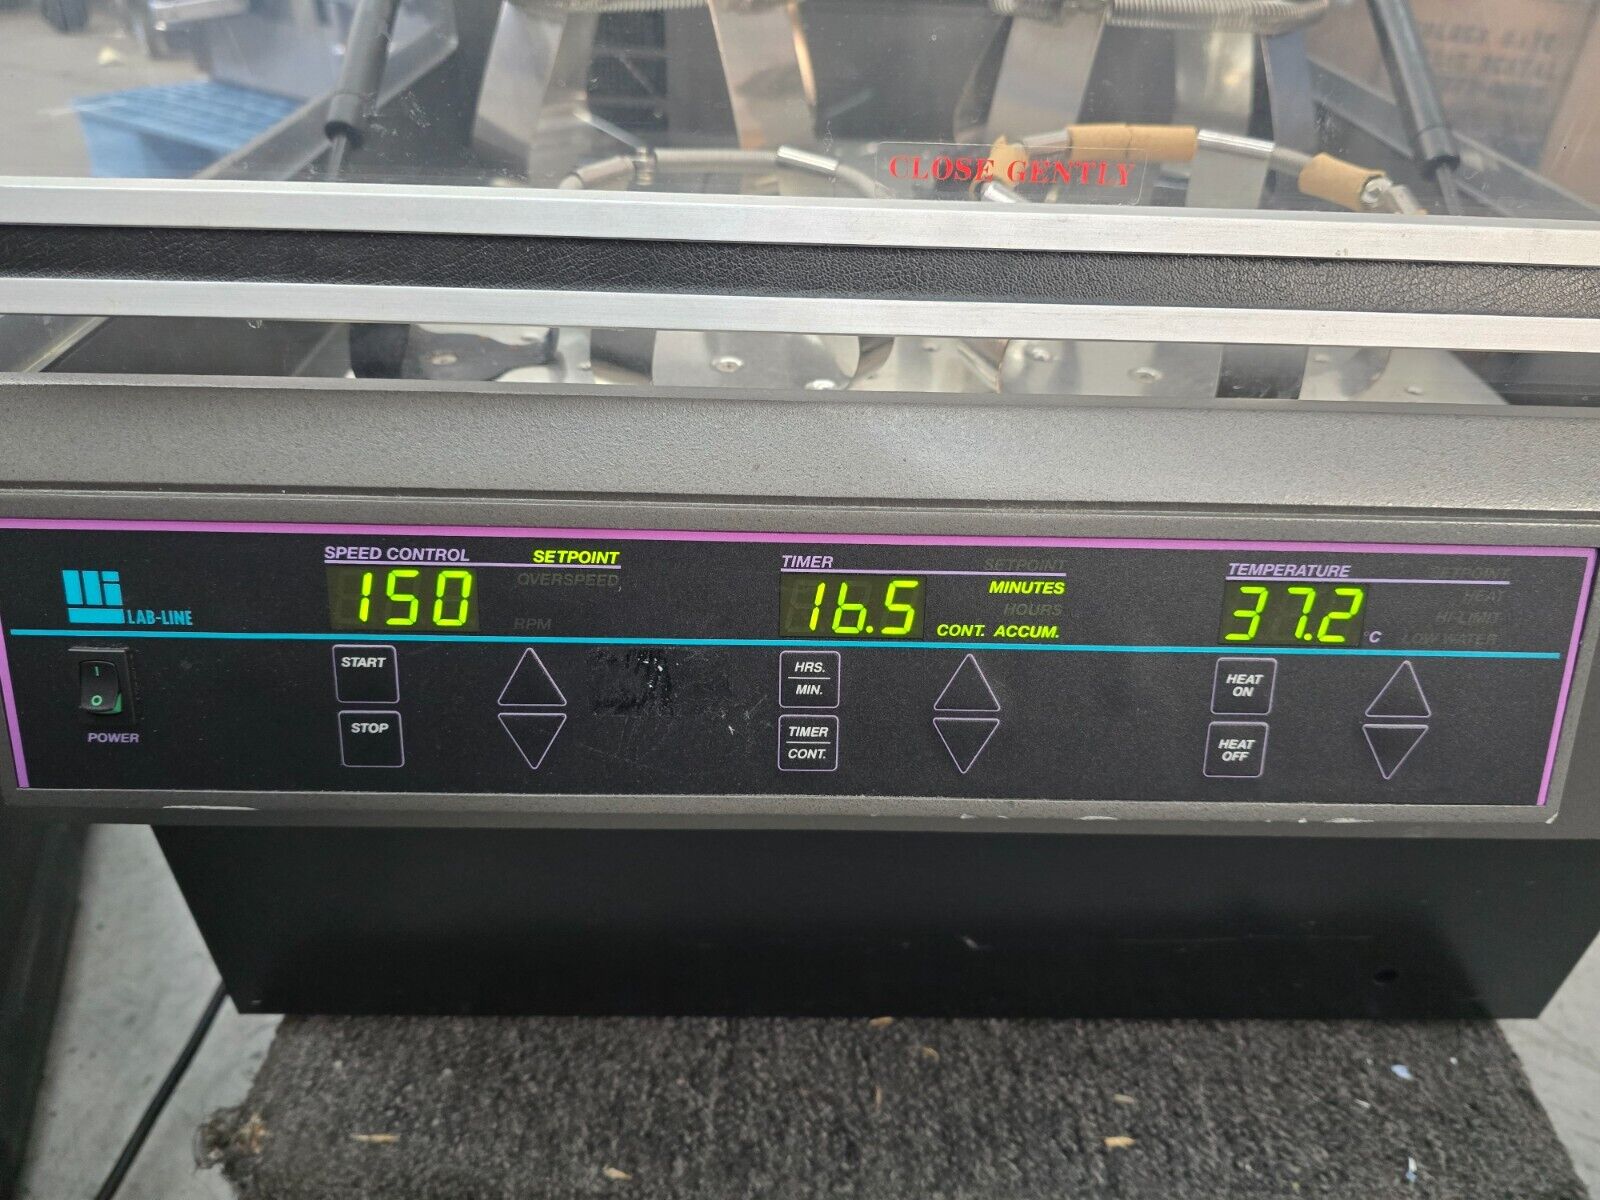 CLOSE GENTLY
SPEED CONTROL
SETPOINT
OVERSPEED
150
RPM
TIMER
SETPOINT
MINUTES
HOURS
16.5
CONT. ACCUM.
TEMPERATURE
SETPOINT
HEAT
HI-LIMIT
LOW WATER
37.2
C
LAB-LINE
I
O
POWER
START
STOP
HRS.
MIN.
TIMER
CONT.
HEAT
ON
HEAT
OFF